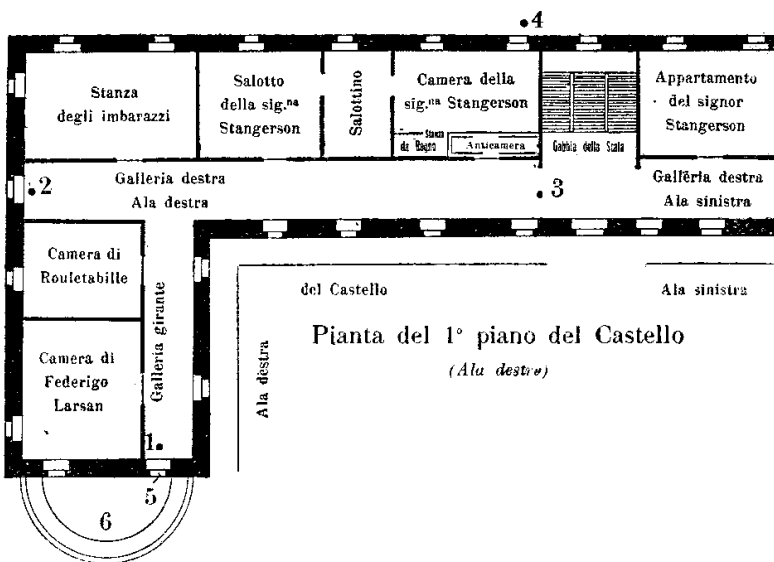 4
Stanza
degli imbarazzi
Salotto
della sig.na
Stangerson
Salottino
Camera della
sig.na Stangerson
Stanza
da Bagno
Anticamera
Gabbia della Scala
Appartamento
del signor
Stangerson
2
Galleria destra
Ala destra
3
Galleria destra
Ala sinistra
Camera di
Rouletabille
Galleria girante
Camera di
Federigo
Larsan
1
5
6
del Castello
Ala sinistra
Ala destra
Pianta del 1° piano del Castello
(Ala destre)